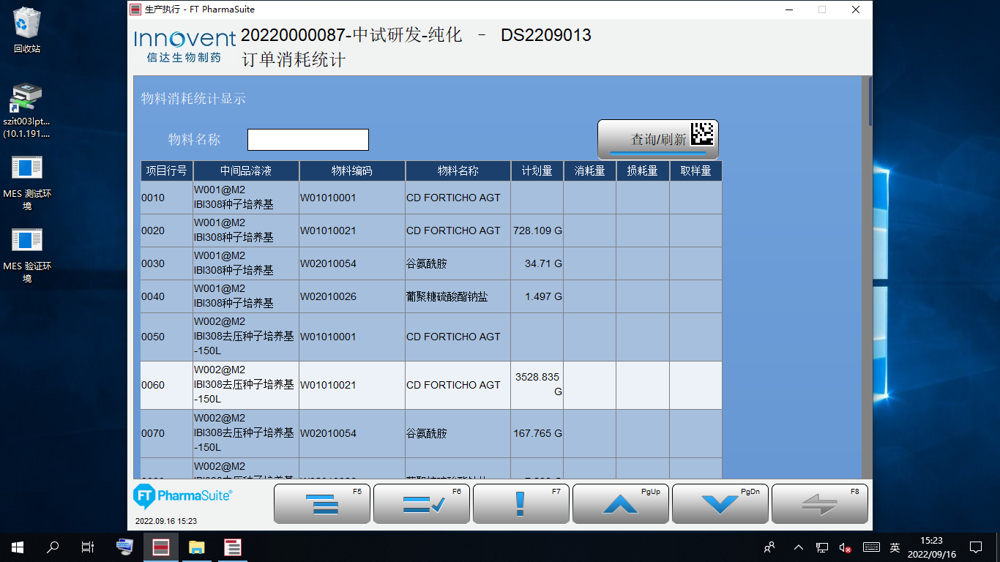 回收站
szit003lpt...
(10.1.191....
MES 测试环
境
MES 验证环
境
生产执行 - FT PharmaSuite
Innovent
信达生物制药
20220000087-中试研发-纯化 - DS2209013
订单消耗统计
物料消耗统计显示
物料名称
查询/刷新
项目行号 中间品溶液 物料编码 物料名称 计划量 消耗量 损耗量 取样量
0010 W001@M2 IBI308种子培养基 W01010001 CD FORTICHO AGT
0020 W001@M2 IBI308种子培养基 W01010021 CD FORTICHO AGT 728.109 G
0030 W001@M2 IBI308种子培养基 W02010054 谷氨酰胺 34.71 G
0040 W001@M2 IBI308种子培养基 W02010026 葡聚糖硫酸酯钠盐 1.497 G
0050 W002@M2 IBI308去压种子培养基-150L W01010001 CD FORTICHO AGT
0060 W002@M2 IBI308去压种子培养基-150L W01010021 CD FORTICHO AGT 3528.835 G
0070 W002@M2 IBI308去压种子培养基-150L W02010054 谷氨酰胺 167.765 G
W002@M2
FT PharmaSuite®
2022.09.16 15:23
F5
F6
F7
PgUp
PgDn
F8
英
15:23
2022/09/16